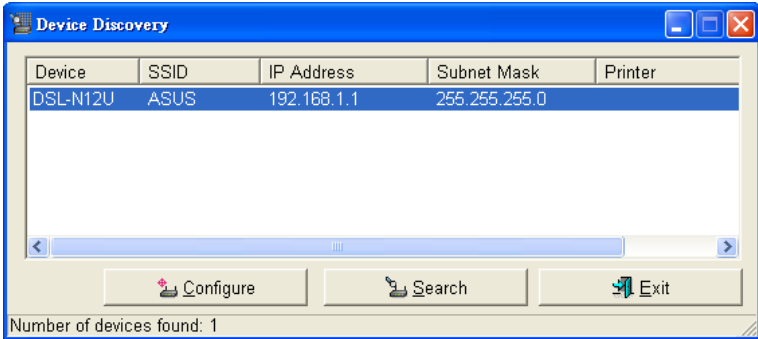 Device Discovery
Device SSID IP Address Subnet Mask Printer
DSL-N12U ASUS 192.168.1.1 255.255.255.0
Configure Search Exit
Number of devices found: 1